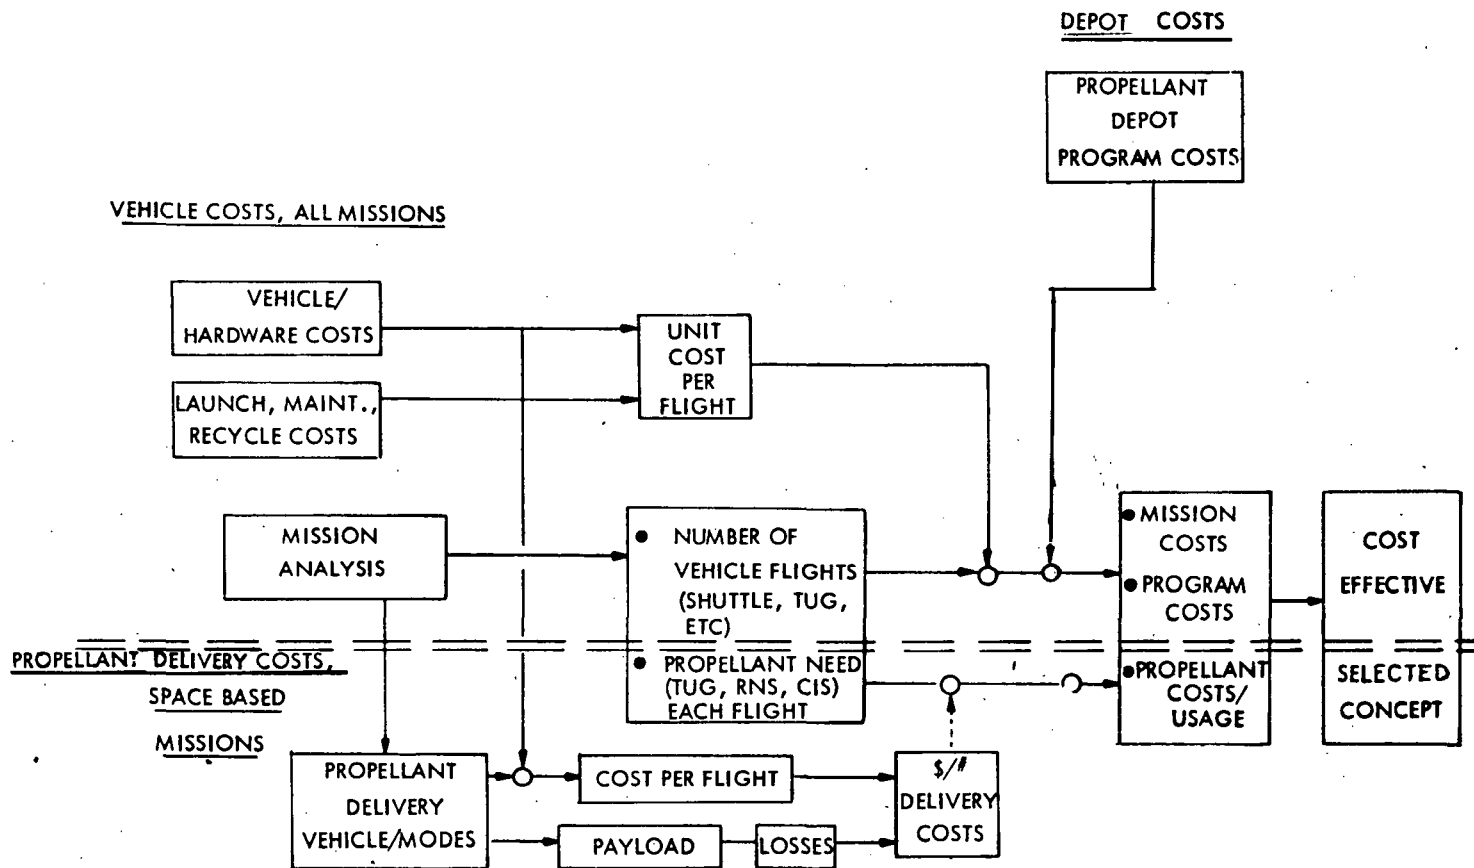 DEPOT COSTS
PROPELLANT
DEPOT
PROGRAM COSTS
VEHICLE COSTS, ALL MISSIONS
VEHICLE/
HARDWARE COSTS
UNIT
COST
PER
FLIGHT
LAUNCH, MAINT.,
RECYCLE COSTS
MISSION
ANALYSIS
● NUMBER OF
VEHICLE FLIGHTS
(SHUTTLE, TUG,
ETC)
● MISSION
COSTS
● PROGRAM
COSTS
COST
EFFECTIVE
PROPELLANT DELIVERY COSTS,
SPACE BASED
MISSIONS
● PROPELLANT NEED
(TUG, RNS, CIS)
EACH FLIGHT
● PROPELLANT
COSTS/
USAGE
SELECTED
CONCEPT
PROPELLANT
DELIVERY
VEHICLE/MODES
COST PER FLIGHT
PAYLOAD
LOSSES
$/#
DELIVERY
COSTS